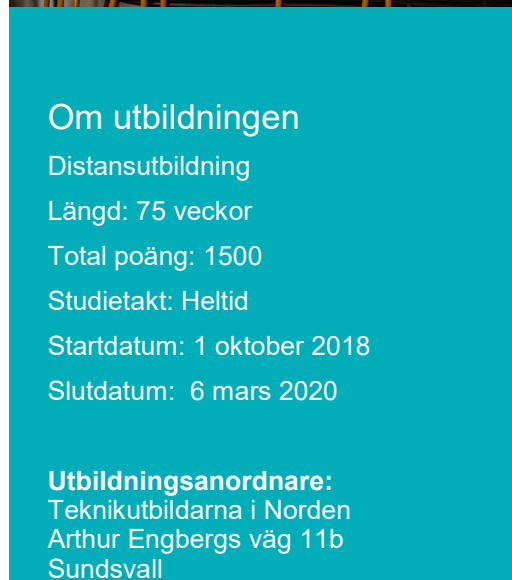 Om utbildningen
Distansutbildning
Längd: 75 veckor
Total poäng: 1500
Studietakt: Heltid
Startdatum: 1 oktober 2018
Slutdatum:  6 mars 2020
Utbildningsanordnare:
Teknikutbildarna i Norden
Arthur Engbergs väg 11b
Sundsvall